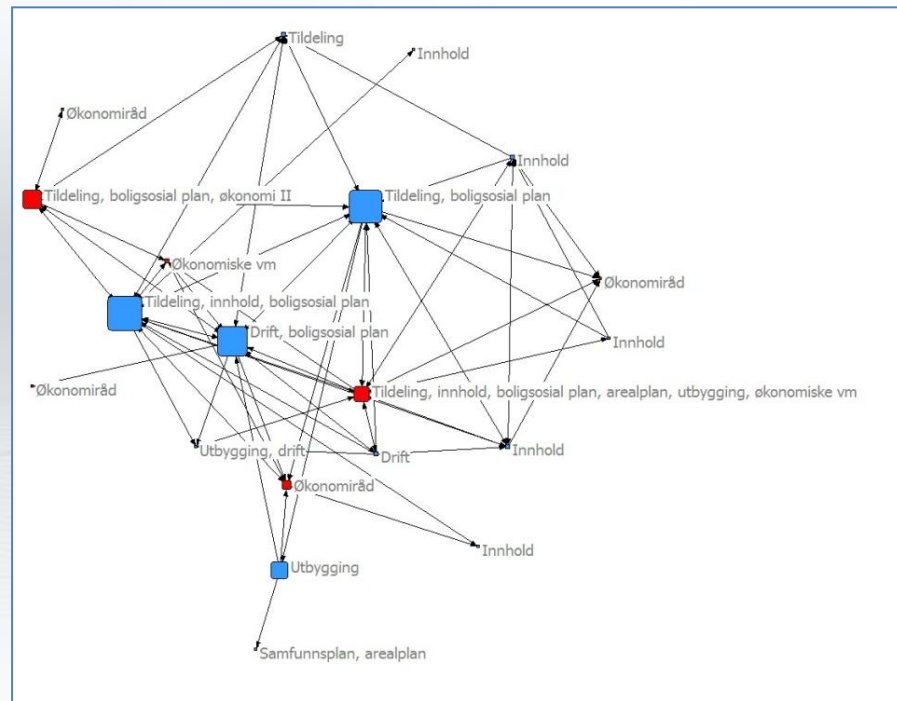 Tildeling
Innhold
Økonomiråd
Innhold
Tildeling, boligsosial plan, økonomi II
Tildeling, boligsosial plan
Økonomiske vm
Økonomiråd
Tildeling, innhold, boligsosial plan
Drift, boligsosial plan
Innhold
Økonomiråd
Tildeling, innhold, boligsosial plan, arealplan, utbygging, økonomiske vm
Utbygging, drift
Drift
Innhold
Økonomiråd
Innhold
Utbygging
Samfunnsplan, arealplan